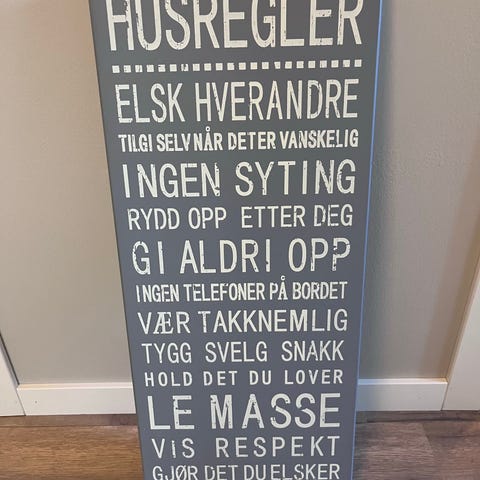 HUSREGLER
ELSK HVERANDRE
TILGI SELV NÅR DET ER VANSKELIG
INGEN SYTING
RYDD OPP ETTER DEG
GI ALDRI OPP
INGEN TELEFONER PÅ BORDET
VÆR TAKKNEMLIG
TYGG SVELG SNAKK
HOLD DET DU LOVER
LE MASSE
VIS RESPEKT
GJØR DET DU ELSKER